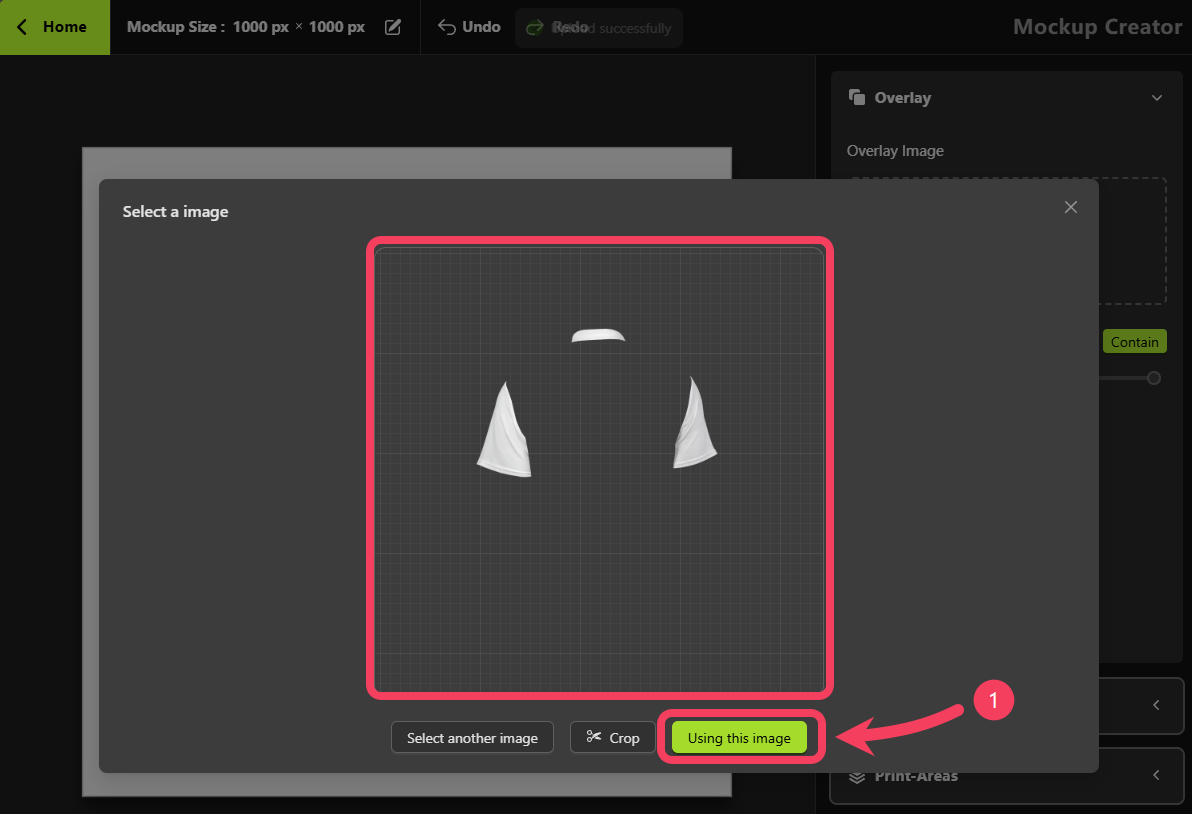 Home
Mockup Size : 1000 px × 1000 px
Undo
Redo
successfully
Mockup Creator
Overlay
Overlay Image
Select a image
Contain
1
Select another image
Crop
Using this image
Print-Areas